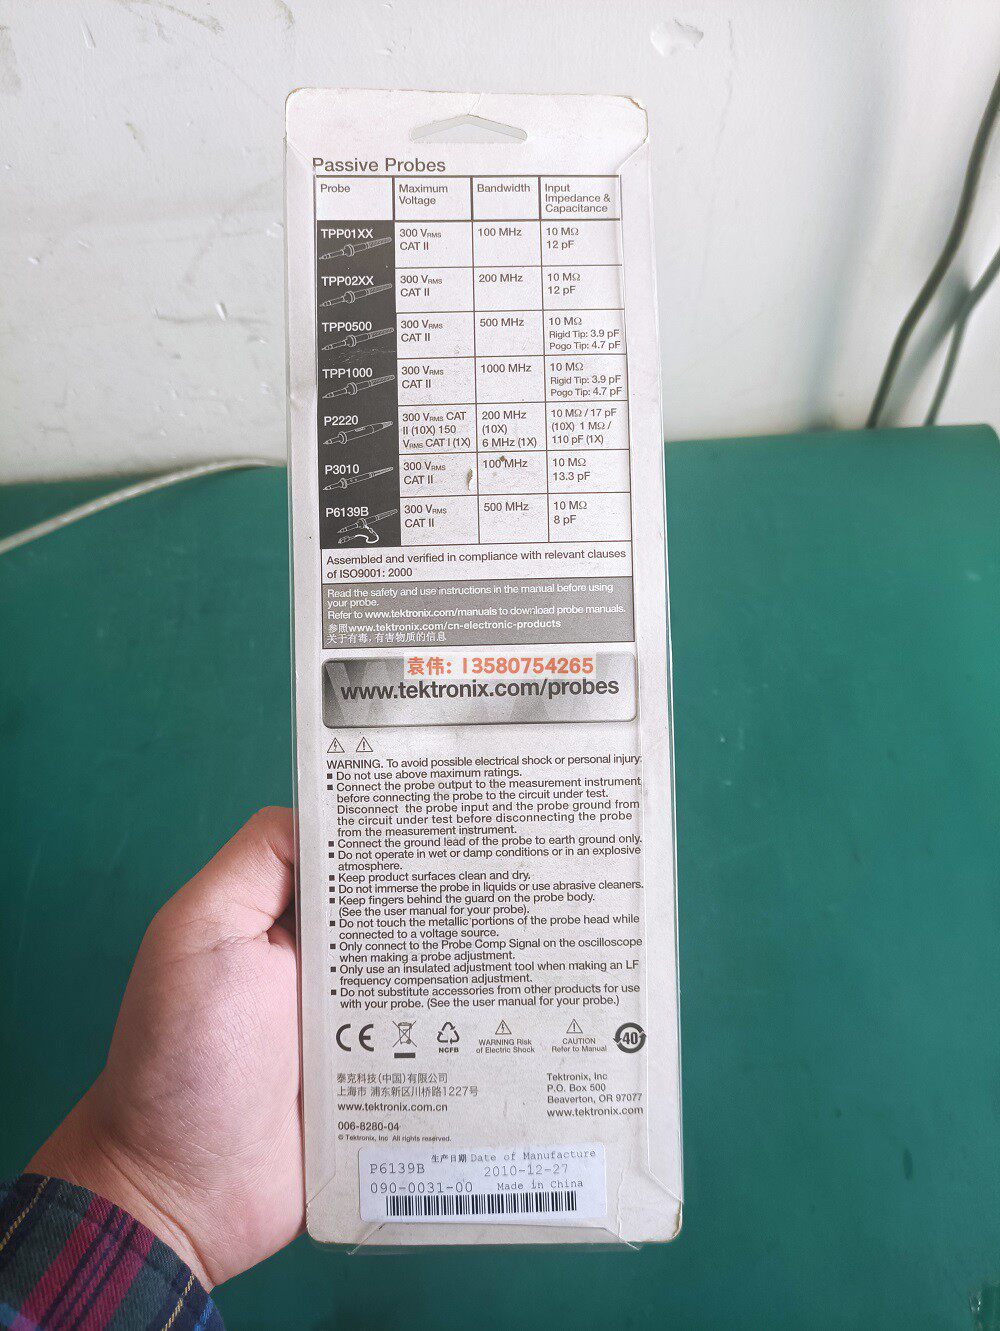 Passive Probes
Probe Maximum Voltage Bandwidth Input Impedance & Capacitance
TPP01XX 300 VRMS CAT II 100 MHz 10 MΩ 12 pF
TPP02XX 300 VRMS CAT II 200 MHz 10 MΩ 12 pF
TPP0500 300 VRMS CAT II 500 MHz 10 MΩ Rigid Tip: 3.9 pF Pogo Tip: 4.7 pF
TPP1000 300 VRMS CAT II 1000 MHz 10 MΩ Rigid Tip: 3.9 pF Pogo Tip: 4.7 pF
P2220 300 VRMS CAT II (10X) 150 VRMS CAT I (1X) 200 MHz (10X) 6 MHz (1X) 10 MΩ / 17 pF (10X) 1 MΩ / 110 pF (1X)
P3010 300 VRMS CAT II 100 MHz 10 MΩ 13.3 pF
P6139B 300 VRMS CAT II 500 MHz 10 MΩ 8 pF
Assembled and verified in compliance with relevant clauses
of ISO9001: 2000
Read the safety and use instructions in the manual before using
your probe.
Refer to www.tektronix.com/manuals to download probe manuals.
参照www.tektronix.com/cn-electronic-products
关于有毒，有害物质的信息
袁伟: 13580754265
www.tektronix.com/probes
WARNING. To avoid possible electrical shock or personal injury:
■ Do not use above maximum ratings.
■ Connect the probe output to the measurement instrument
before connecting the probe to the circuit under test.
Disconnect the probe input and the probe ground from
the circuit under test before disconnecting the probe
from the measurement instrument.
■ Connect the ground lead of the probe to earth ground only.
■ Do not operate in wet or damp conditions or in an explosive
atmosphere.
■ Keep product surfaces clean and dry.
■ Do not immerse the probe in liquids or use abrasive cleaners.
■ Keep fingers behind the guard on the probe body.
(See the user manual for your probe).
■ Do not touch the metallic portions of the probe head while
connected to a voltage source.
■ Only connect to the Probe Comp Signal on the oscilloscope
when making a probe adjustment.
■ Only use an insulated adjustment tool when making an LF
frequency compensation adjustment.
■ Do not substitute accessories from other products for use
with your probe. (See the user manual for your probe.)
CE
NCFB
WARNING Risk
of Electric Shock
CAUTION
Refer to Manual
40
泰克科技(中国)有限公司
上海市 浦东新区川桥路1227号
www.tektronix.com.cn
Tektronix, Inc
P.O. Box 500
Beaverton, OR 97077
www.tektronix.com
006-8280-04
© Tektronix, Inc All rights reserved.
生产日期 Date of Manufacture
P6139B 2010-12-27
090-0031-00 Made in China